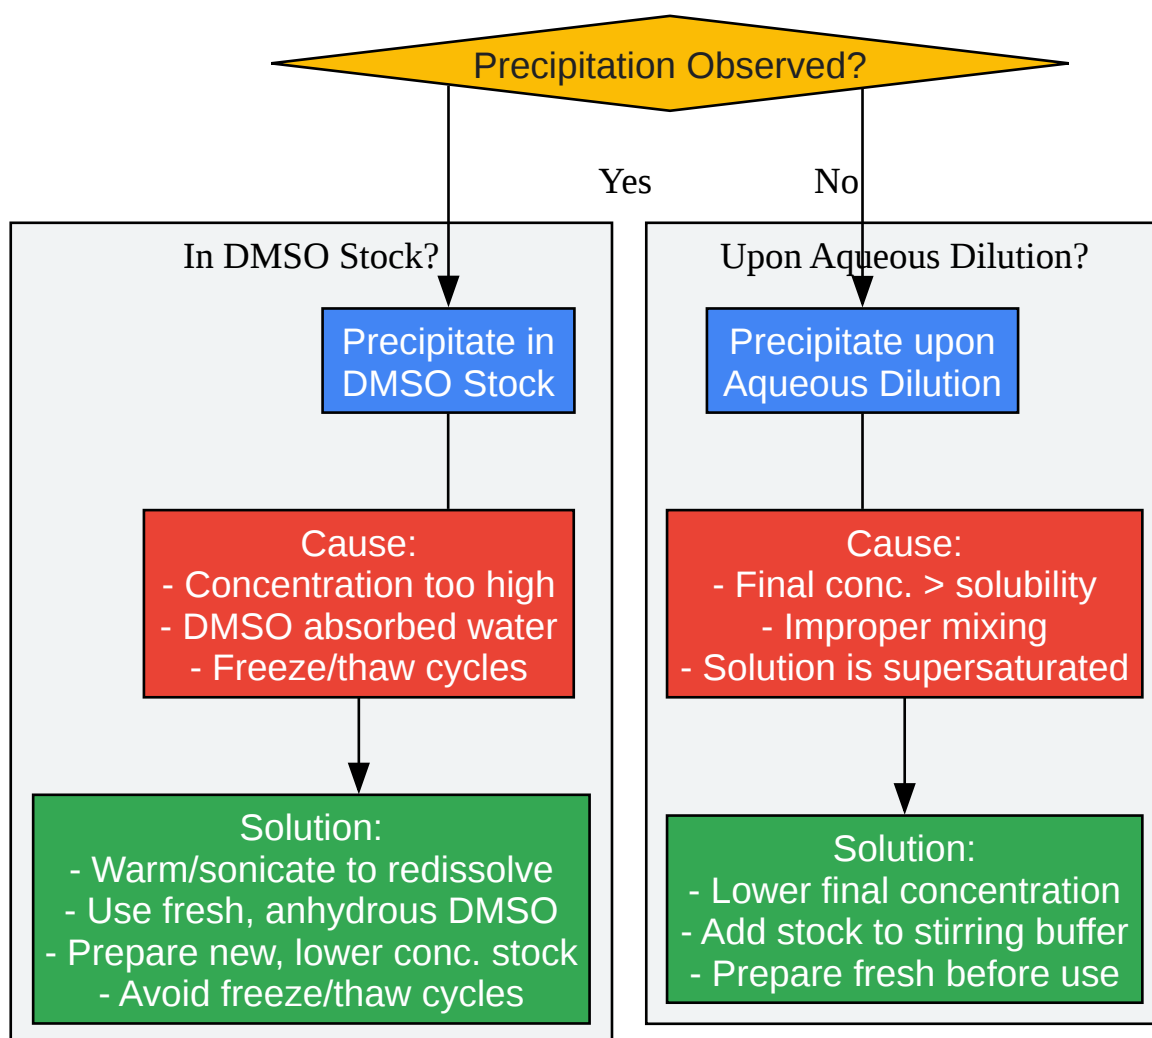 Precipitation Observed?
Yes
No
In DMSO Stock?
Precipitate in
DMSO Stock
Cause:
- Concentration too high
- DMSO absorbed water
- Freeze/thaw cycles
Solution:
- Warm/sonicate to redissolve
- Use fresh, anhydrous DMSO
- Prepare new, lower conc. stock
- Avoid freeze/thaw cycles
Upon Aqueous Dilution?
Precipitate upon
Aqueous Dilution
Cause:
- Final conc. > solubility
- Improper mixing
- Solution is supersaturated
Solution:
- Lower final concentration
- Add stock to stirring buffer
- Prepare fresh before use